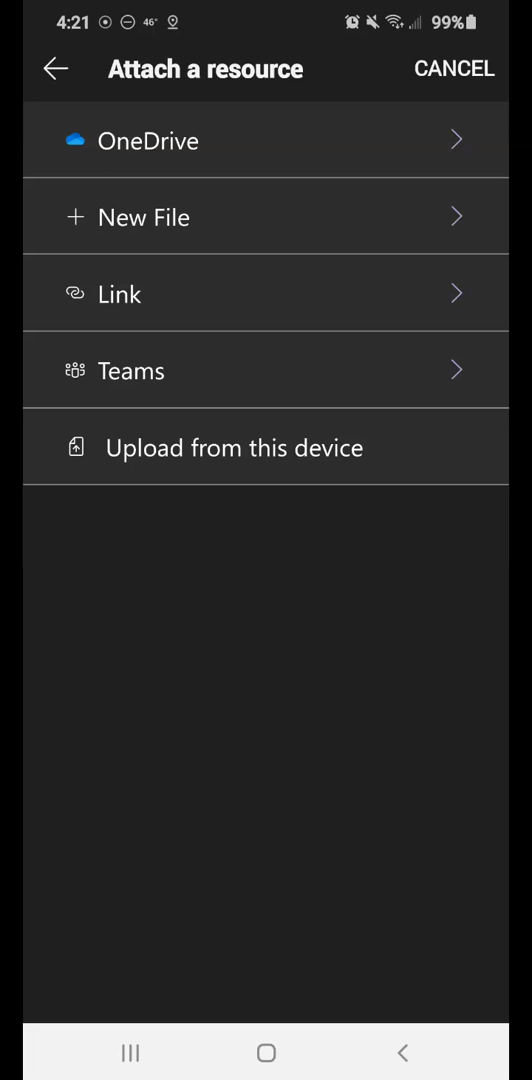 4:21 46° 99%
Attach a resource CANCEL
OneDrive
New File
Link
Teams
Upload from this device